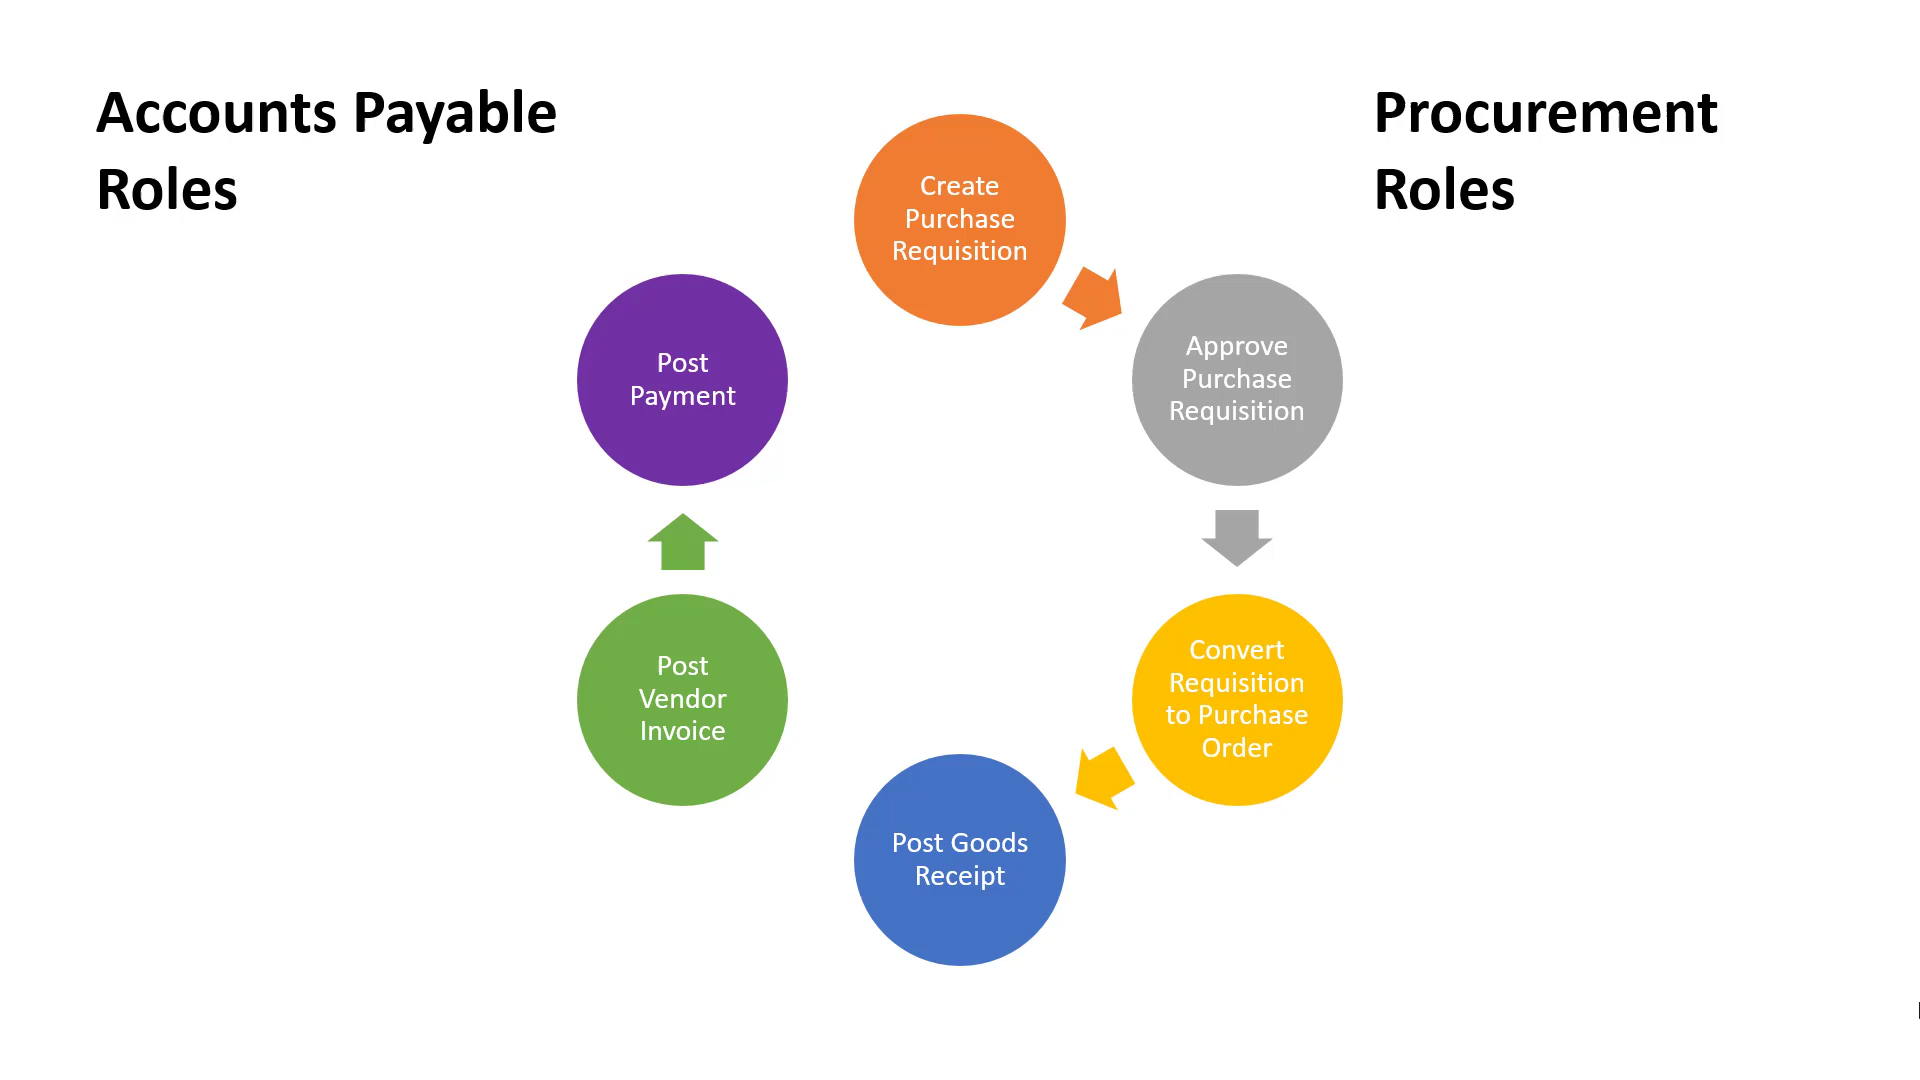 Accounts Payable
Roles
Procurement
Roles
Create
Purchase
Requisition
Approve
Purchase
Requisition
Convert
Requisition
to Purchase
Order
Post Goods
Receipt
Post
Vendor
Invoice
Post
Payment